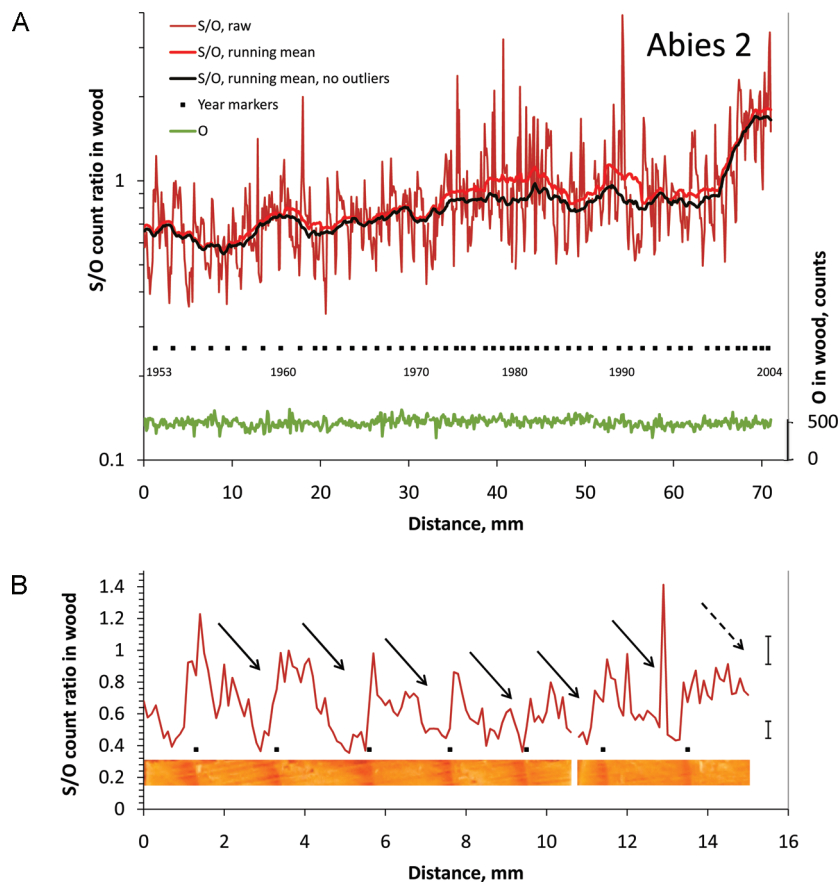 A
S/O, raw
S/O, running mean
S/O, running mean, no outliers
Year markers
O
Abies 2
S/O count ratio in wood
1
0.1
1953 1960 1970 1980 1990 2004
O in wood, counts
500
0
0 10 20 30 40 50 60 70
Distance, mm
B
S/O count ratio in wood
1.4
1.2
1
0.8
0.6
0.4
0.2
0
0 2 4 6 8 10 12 14 16
Distance, mm